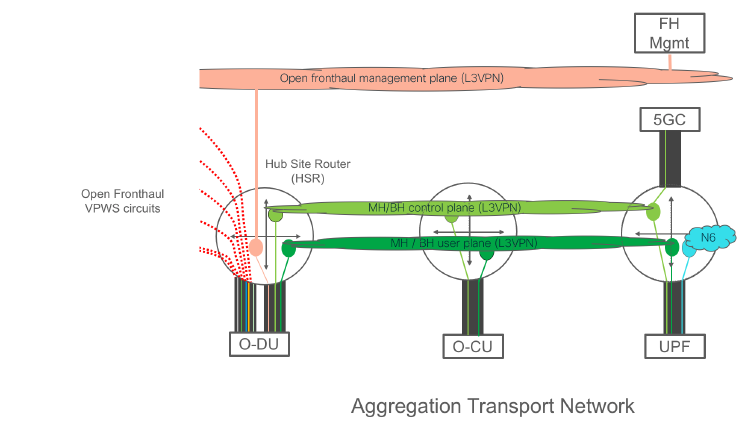 FH
Mgmt
Open fronthaul management plane (L3VPN)
5GC
Hub Site Router
(HSR)
Open Fronthaul
VPWS circuits
MH/BH control plane (L3VPN)
MH / BH user plane (L3VPN)
N6
O-DU
O-CU
UPF
Aggregation Transport Network